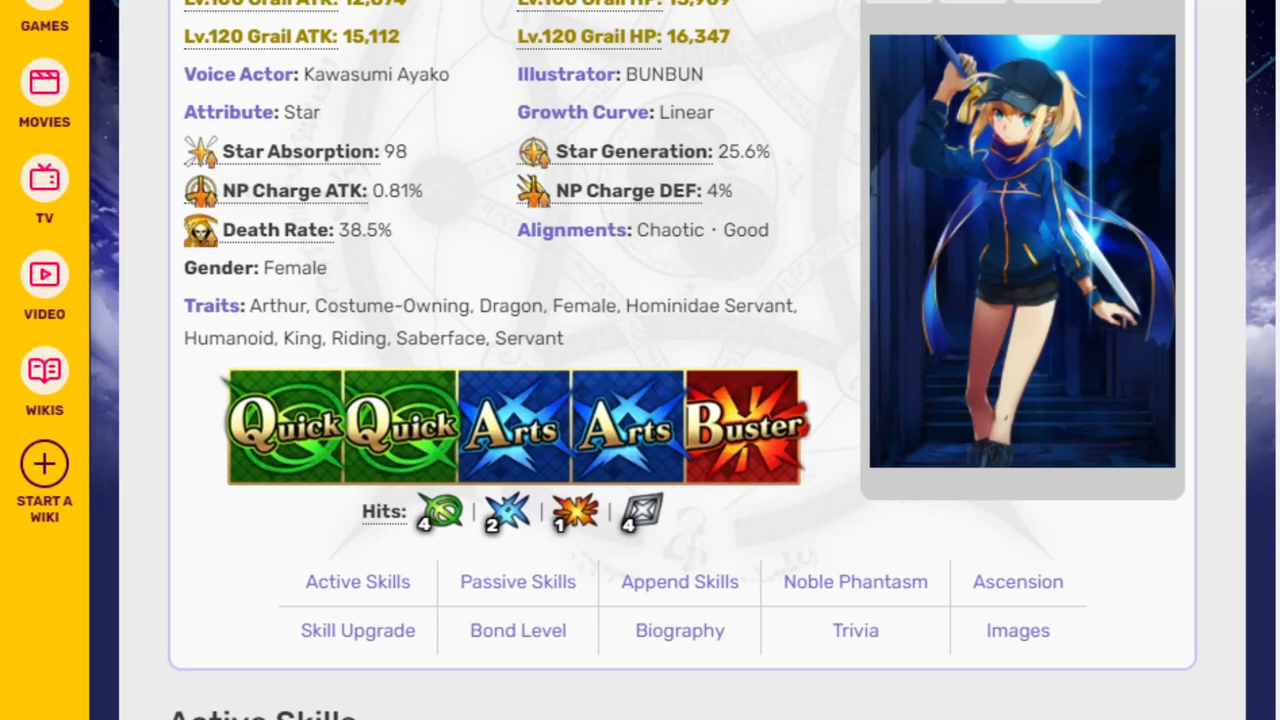 GAMES
MOVIES
TV
VIDEO
WIKIS
START A
WIKI
Lv.120 Grail ATK: 15,112
Lv.120 Grail HP: 16,347
Voice Actor: Kawasumi Ayako
Illustrator: BUNBUN
Attribute: Star
Growth Curve: Linear
Star Absorption: 98
Star Generation: 25.6%
NP Charge ATK: 0.81%
NP Charge DEF: 4%
Death Rate: 38.5%
Alignments: Chaotic・Good
Gender: Female
Traits: Arthur, Costume-Owning, Dragon, Female, Hominidae Servant,
Humanoid, King, Riding, Saberface, Servant
Quick Quick Arts Arts Buster
Hits: 4 | 2 | 1 | 4
Active Skills Passive Skills Append Skills Noble Phantasm Ascension
Skill Upgrade Bond Level Biography Trivia Images
Active Skills